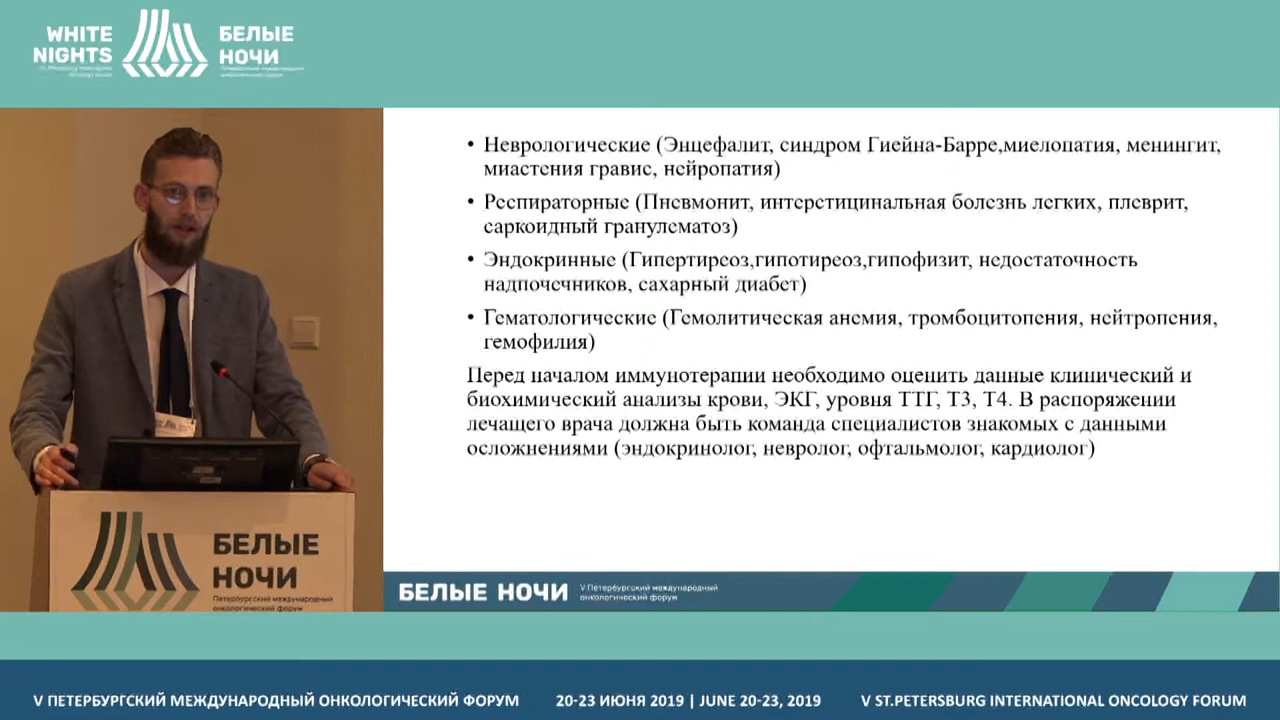 WHITE
NIGHTS
БЕЛЫЕ
НОЧИ
• Неврологические (Энцефалит, синдром Гиейна-Барре,миелопатия, менингит,
миастения гравис, нейропатия)
• Респираторные (Пневмонит, интерстицинальная болезнь легких, плеврит,
саркоидный гранулематоз)
• Эндокринные (Гипертиреоз,гипотиреоз,гипофизит, недостаточность
надпочечников, сахарный диабет)
• Гематологические (Гемолитическая анемия, тромбоцитопения, нейтропения,
гемофилия)
Перед началом иммунотерапии необходимо оценить данные клинический и
биохимический анализы крови, ЭКГ, уровня ТТГ, Т3, Т4. В распоряжении
лечащего врача должна быть команда специалистов знакомых с данными
осложнениями (эндокринолог, невролог, офтальмолог, кардиолог)
БЕЛЫЕ
НОЧИ
Петербургский международный
онкологический форум
БЕЛЫЕ НОЧИ
V Петербургский международный
онкологический форум
V ПЕТЕРБУРГСКИЙ МЕЖДУНАРОДНЫЙ ОНКОЛОГИЧЕСКИЙ ФОРУМ
20-23 ИЮНЯ 2019 | JUNE 20-23, 2019
V ST.PETERSBURG INTERNATIONAL ONCOLOGY FORUM